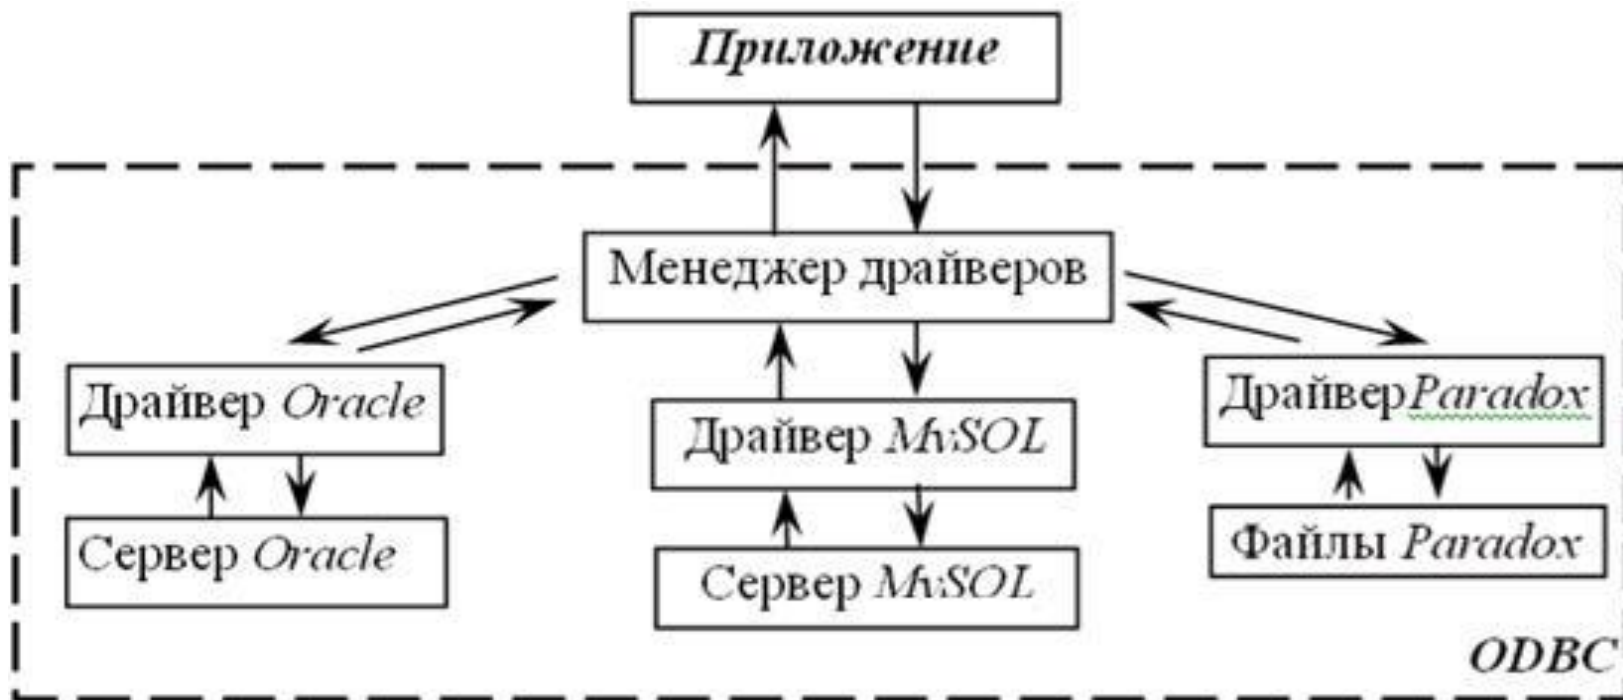 Приложение
Менеджер драйверов
Драйвер Oracle
Драйвер MySQL
Драйвер Paradox
Сервер Oracle
Сервер MySQL
Файлы Paradox
ODBC